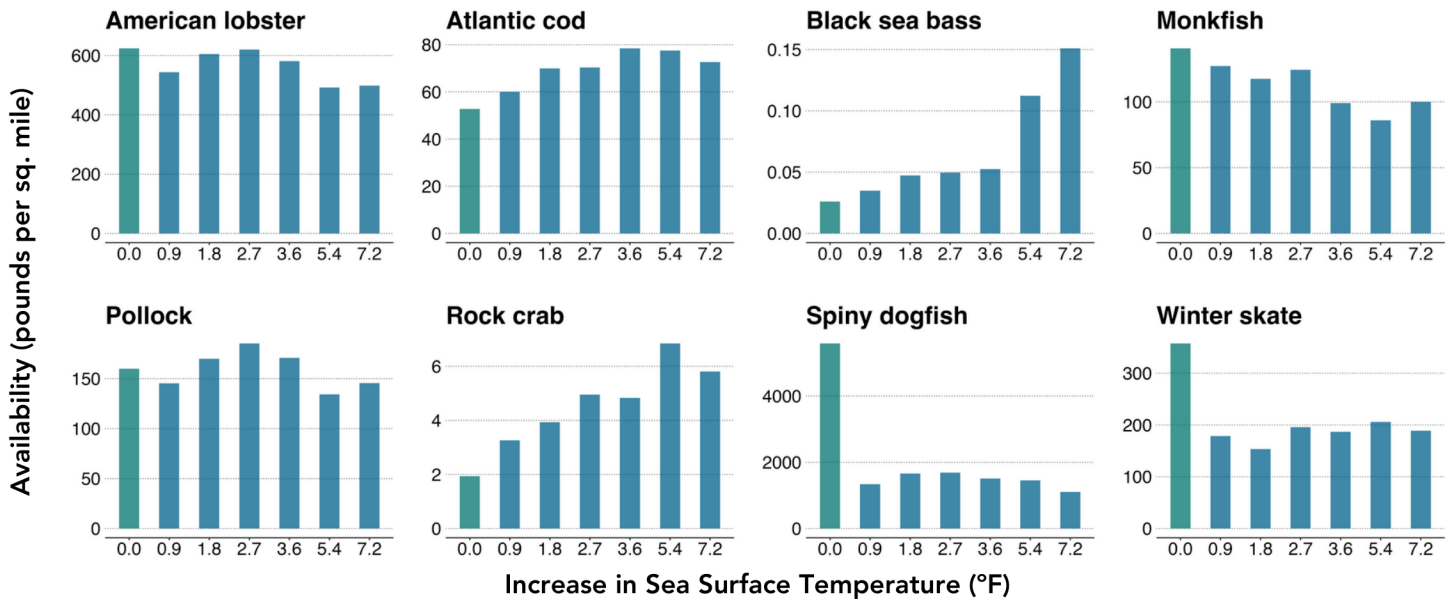 American lobster
Atlantic cod
Black sea bass
Monkfish
600
400
200
0
0.0 0.9 1.8 2.7 3.6 5.4 7.2
80
60
40
20
0
0.0 0.9 1.8 2.7 3.6 5.4 7.2
0.15
0.10
0.05
0.00
0.0 0.9 1.8 2.7 3.6 5.4 7.2
100
50
0
0.0 0.9 1.8 2.7 3.6 5.4 7.2
Availability (pounds per sq. mile)
Pollock
Rock crab
Spiny dogfish
Winter skate
150
100
50
0
0.0 0.9 1.8 2.7 3.6 5.4 7.2
6
4
2
0
0.0 0.9 1.8 2.7 3.6 5.4 7.2
4000
2000
0
0.0 0.9 1.8 2.7 3.6 5.4 7.2
300
200
100
0
0.0 0.9 1.8 2.7 3.6 5.4 7.2
Increase in Sea Surface Temperature (°F)